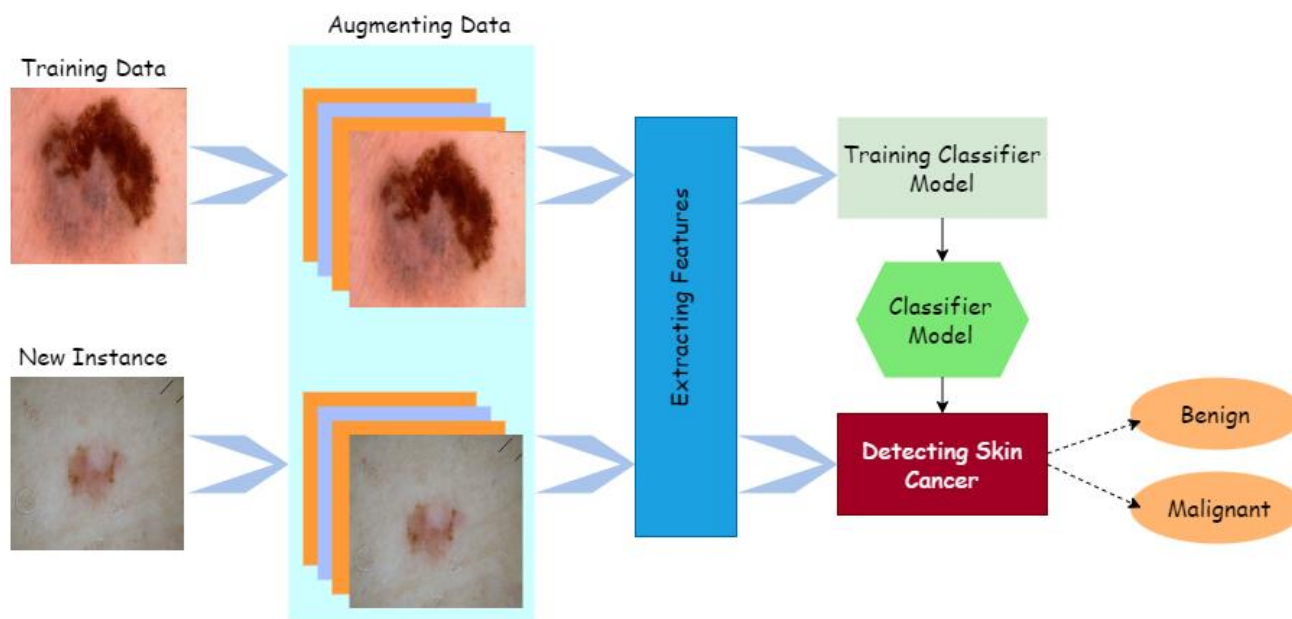 Augmenting Data
Training Data
Extracting Features
Training Classifier
Model
Classifier
Model
New Instance
Detecting Skin
Cancer
Benign
Malignant